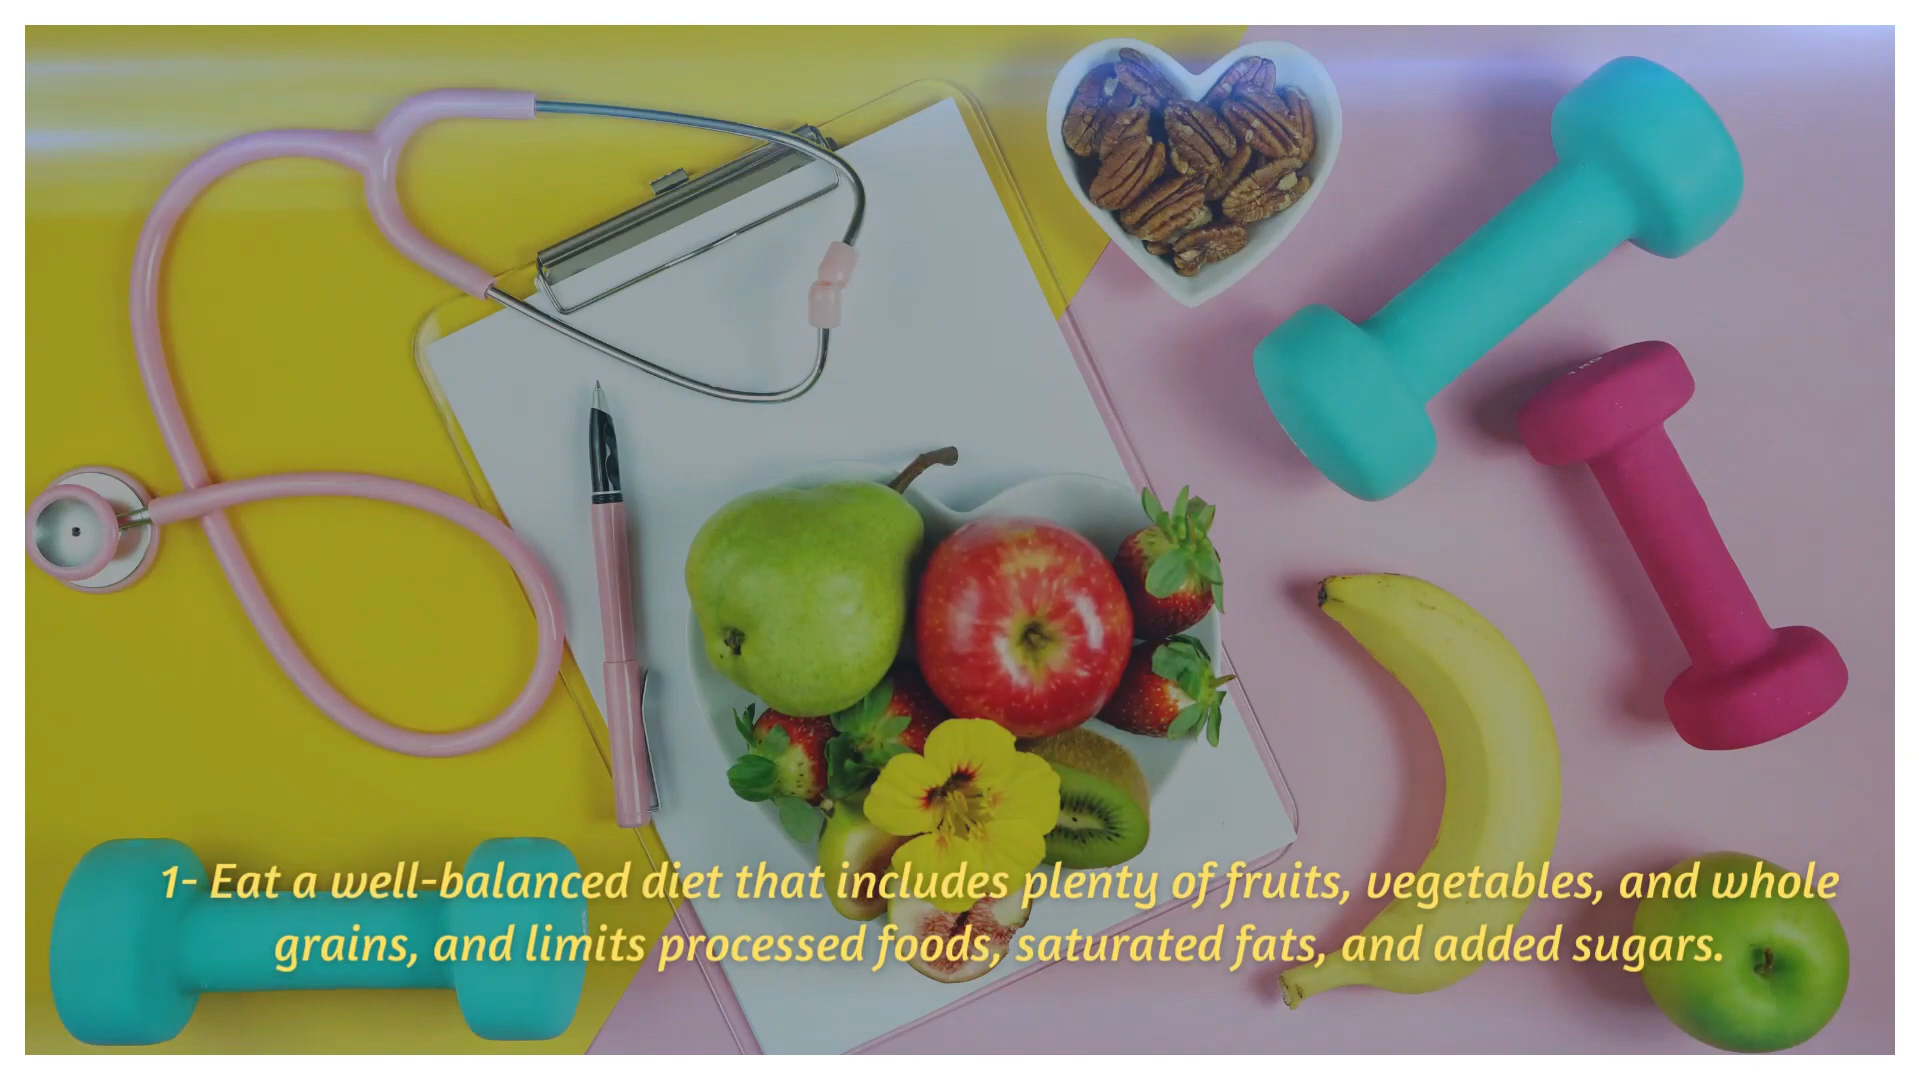 1- Eat a well-balanced diet that includes plenty of fruits, vegetables, and whole
grains, and limits processed foods, saturated fats, and added sugars.